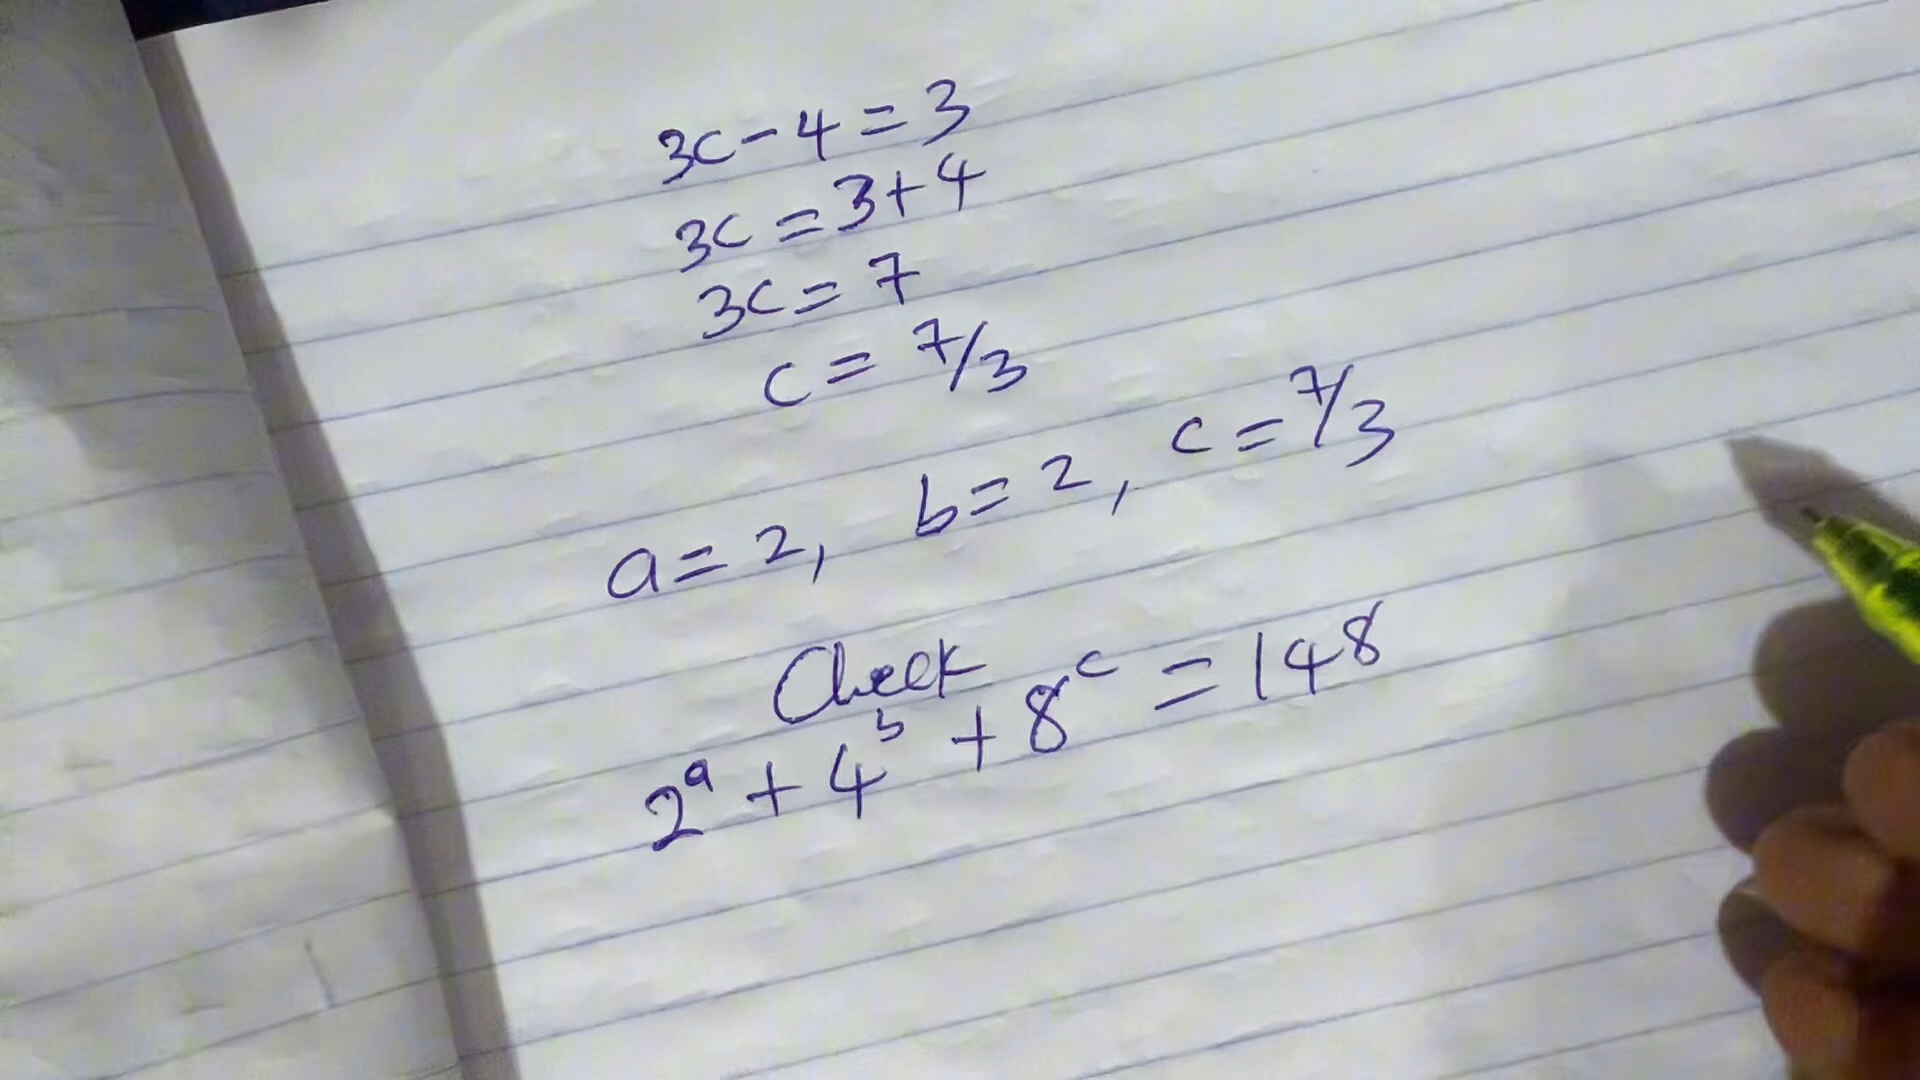 3c-4=3
3c=3+4
3c=7
c=7/3
a=2, b=2, c=7/3
Check
2^a+4^b+8^c=148